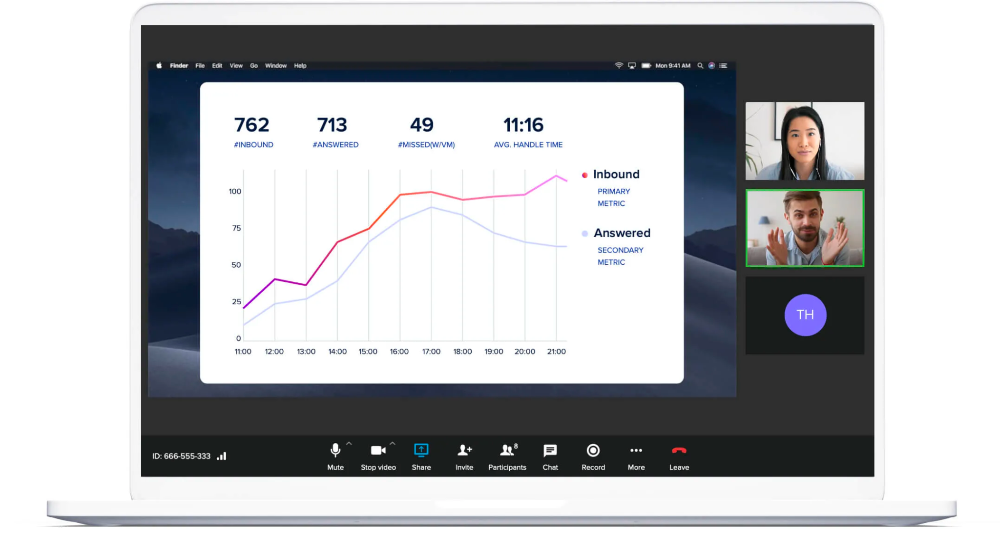 Finder File Edit View Go Window Help
Mon 9:41 AM
762 713 49 11:16
#INBOUND #ANSWERED #MISSED(W/VM) AVG. HANDLE TIME
Inbound
PRIMARY
METRIC
Answered
SECONDARY
METRIC
100
75
50
25
0
11:00 12:00 13:00 14:00 15:00 16:00 17:00 18:00 19:00 20:00 21:00
TH
ID: 666-555-333
8
Mute Stop video Share Invite Participants Chat Record More Leave